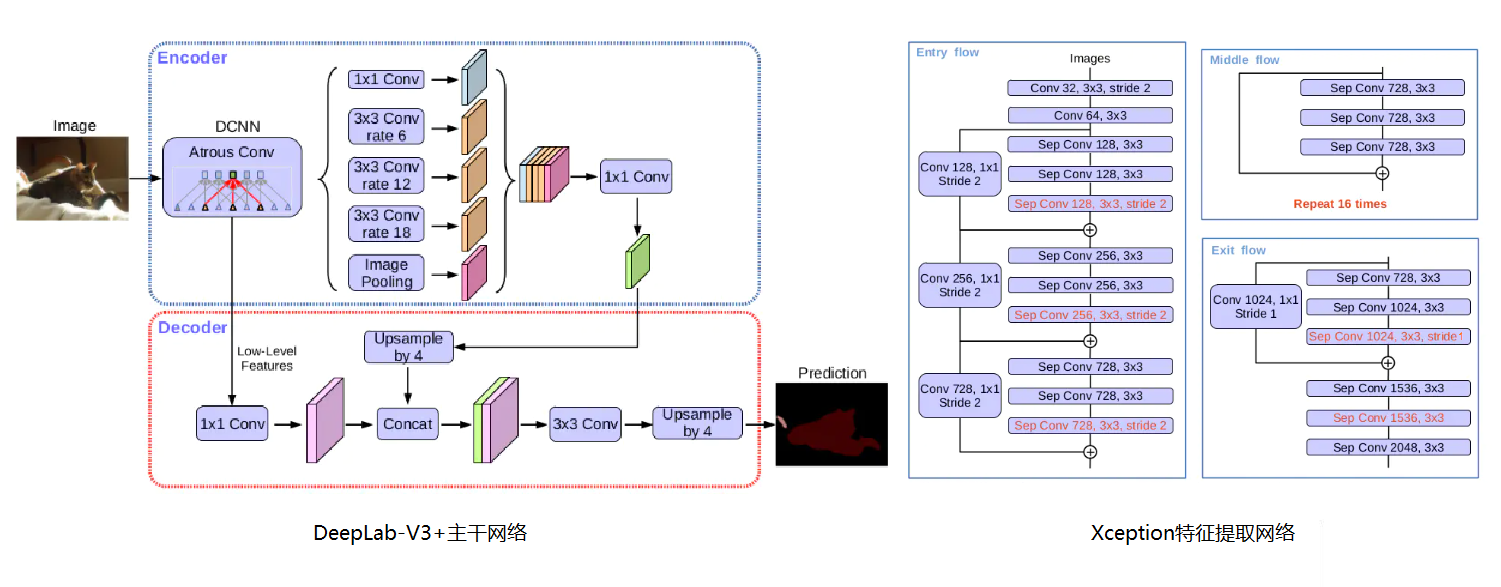 Encoder
Image
DCNN
Atrous Conv
1x1 Conv
3x3 Conv
rate 6
3x3 Conv
rate 12
3x3 Conv
rate 18
Image
Pooling
1x1 Conv
Decoder
Low-Level
Features
Upsample
by 4
1x1 Conv
Concat
3x3 Conv
Upsample
by 4
Prediction
DeepLab-V3+主干网络
Entry flow
Images
Conv 32, 3x3, stride 2
Conv 64, 3x3
Conv 128, 1x1
Stride 2
Sep Conv 128, 3x3
Sep Conv 128, 3x3
Sep Conv 128, 3x3, stride 2
Conv 256, 1x1
Stride 2
Sep Conv 256, 3x3
Sep Conv 256, 3x3
Sep Conv 256, 3x3, stride 2
Conv 728, 1x1
Stride 2
Sep Conv 728, 3x3
Sep Conv 728, 3x3
Sep Conv 728, 3x3, stride 2
Middle flow
Sep Conv 728, 3x3
Sep Conv 728, 3x3
Sep Conv 728, 3x3
Repeat 16 times
Exit flow
Conv 1024, 1x1
Stride 1
Sep Conv 728, 3x3
Sep Conv 1024, 3x3
Sep Conv 1024, 3x3, stride1
Sep Conv 1536, 3x3
Sep Conv 1536, 3x3
Sep Conv 2048, 3x3
Xception特征提取网络